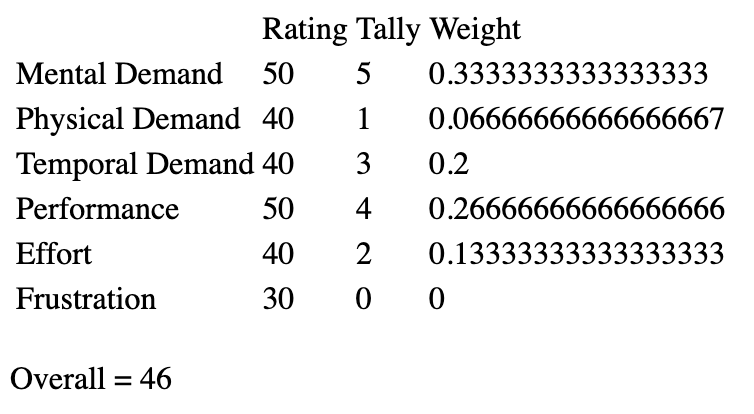 Rating Tally Weight
Mental Demand 50 5 0.3333333333333333
Physical Demand 40 1 0.06666666666666667
Temporal Demand 40 3 0.2
Performance 50 4 0.26666666666666666
Effort 40 2 0.13333333333333333
Frustration 30 0 0
Overall = 46